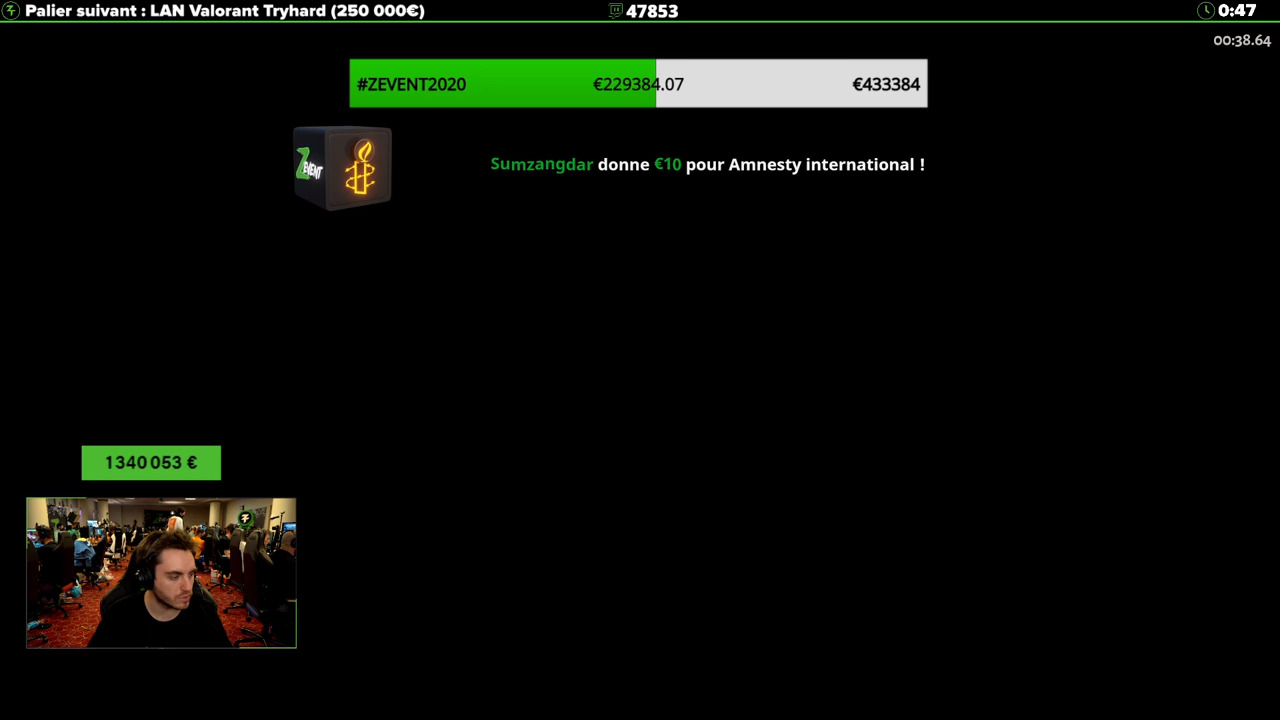 Palier suivant : LAN Valorant Tryhard (250 000€)
47853
0:47
00:38.64
#ZEVENT2020 €229384.07 €433384
ZEVENT
Sumzangdar donne €10 pour Amnesty international !
1 340 053 €